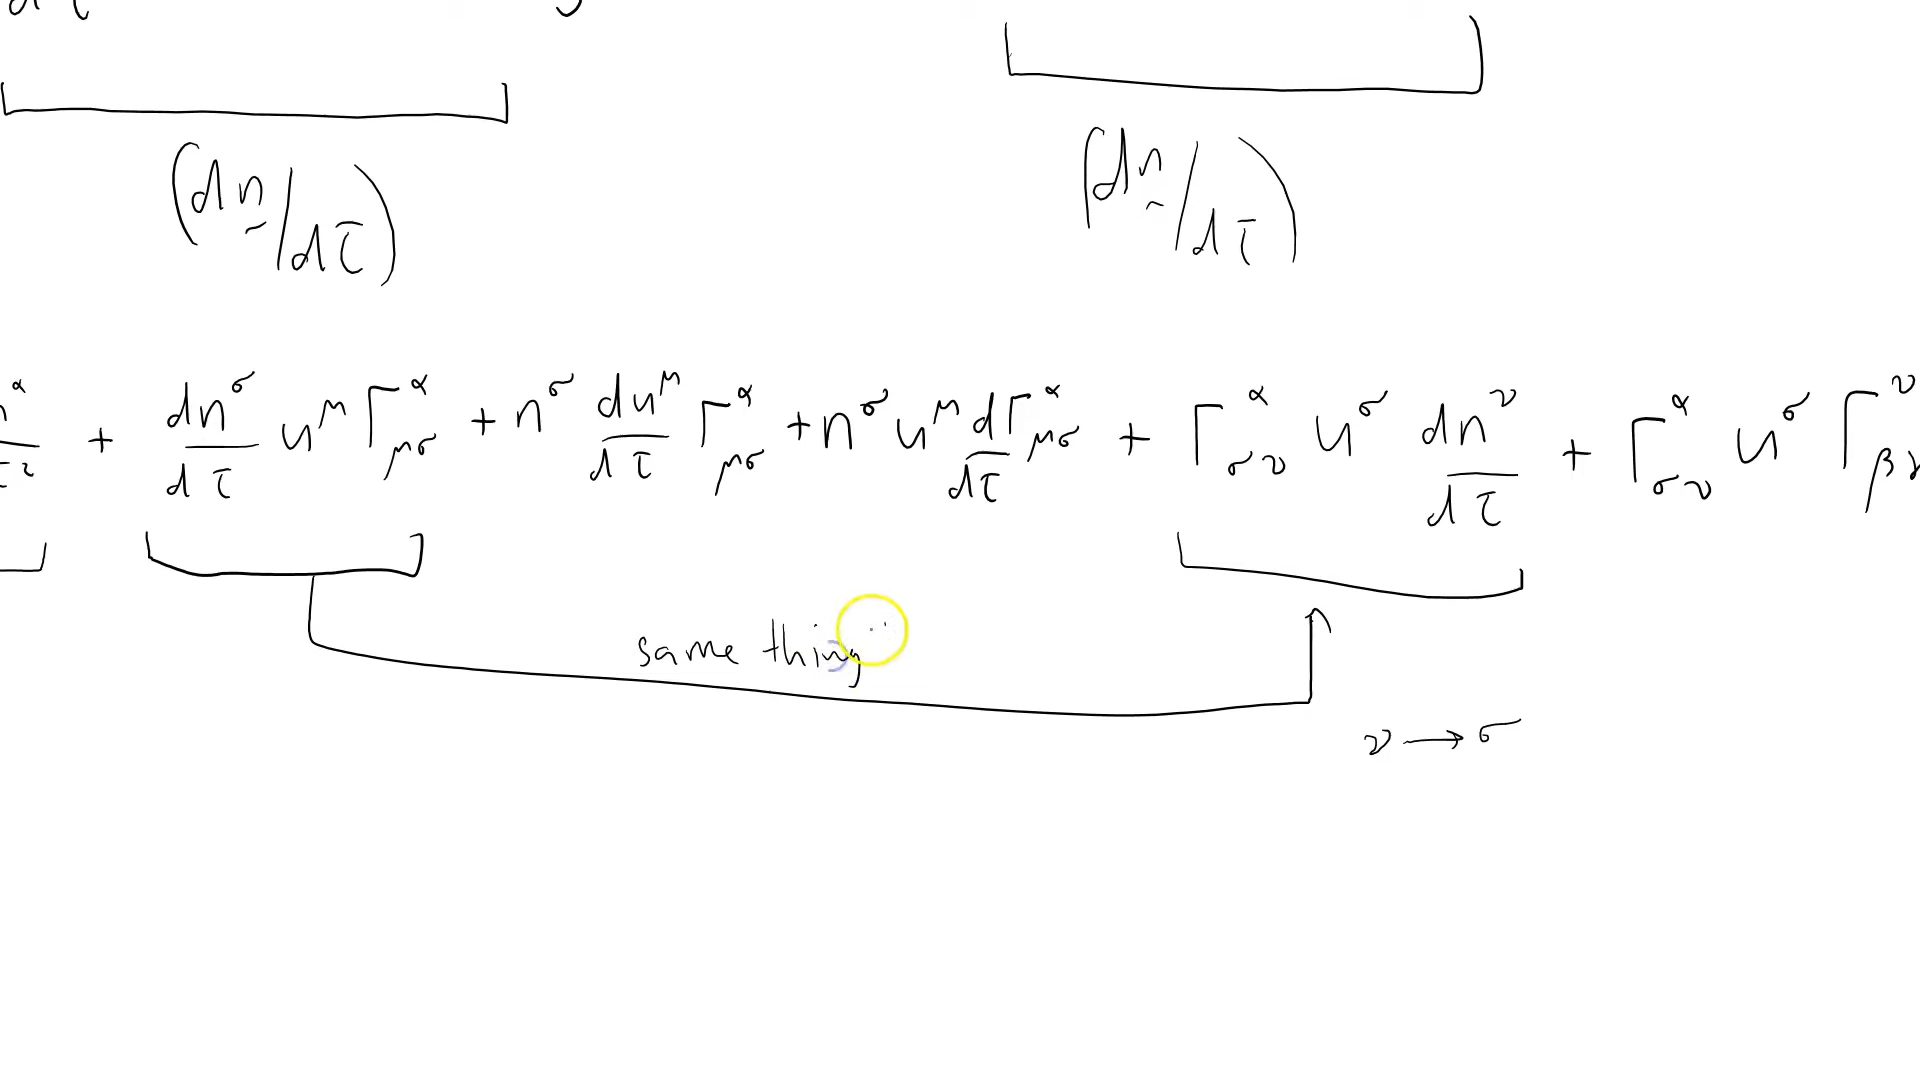 (dn/dτ) (dn/dτ)
α + dn^σ/dτ u^μ Γ^α_μσ + n^σ du^μ/dτ Γ^α_μσ + n^σ u^μ dΓ^α_μσ/dτ + Γ^α_σν u^σ dn^ν/dτ + Γ^α_σν u^σ Γ^ν_β
same thing
ν → σ